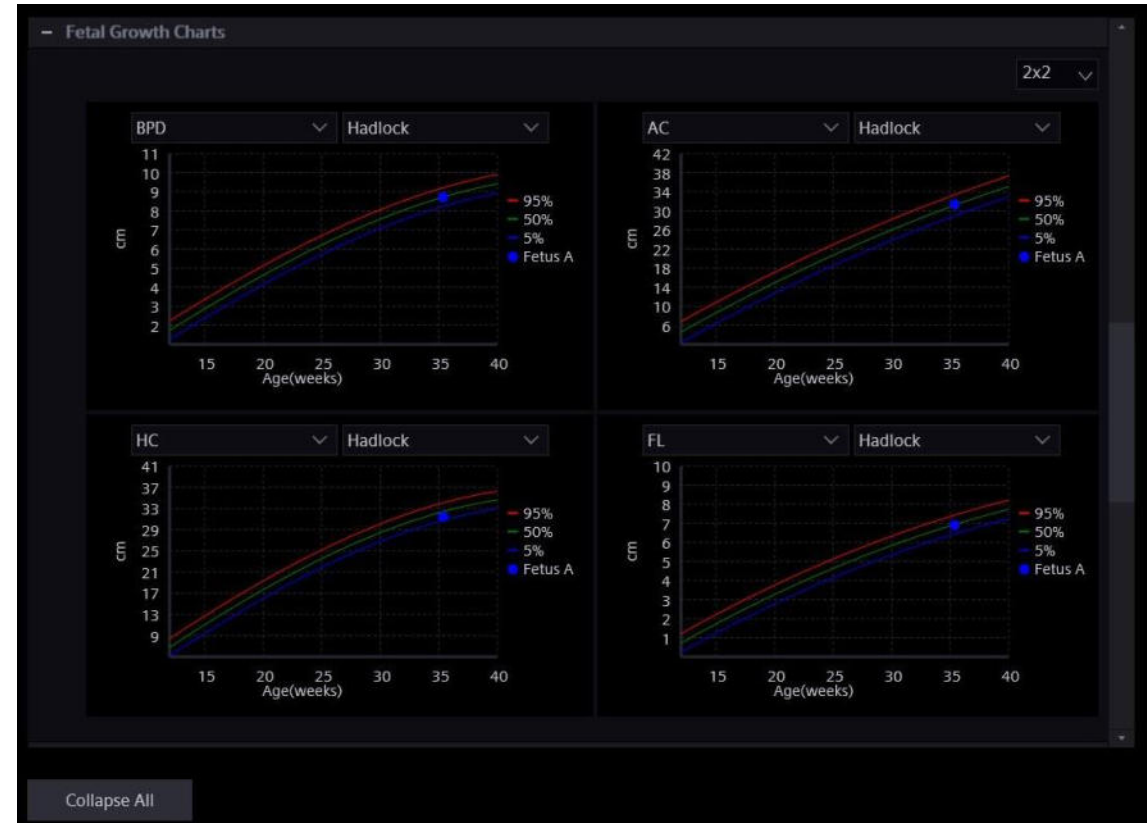 − Fetal Growth Charts
2x2
BPD Hadlock
11
10
9
8
7
6
5
4
3
2
cm
15 20 25 30 35 40
Age(weeks)
95%
50%
5%
Fetus A
AC Hadlock
42
38
34
30
26
22
18
14
10
6
cm
15 20 25 30 35 40
Age(weeks)
95%
50%
5%
Fetus A
HC Hadlock
41
37
33
29
25
21
17
13
9
cm
15 20 25 30 35 40
Age(weeks)
95%
50%
5%
Fetus A
FL Hadlock
10
9
8
7
6
5
4
3
2
1
cm
15 20 25 30 35 40
Age(weeks)
95%
50%
5%
Fetus A
Collapse All